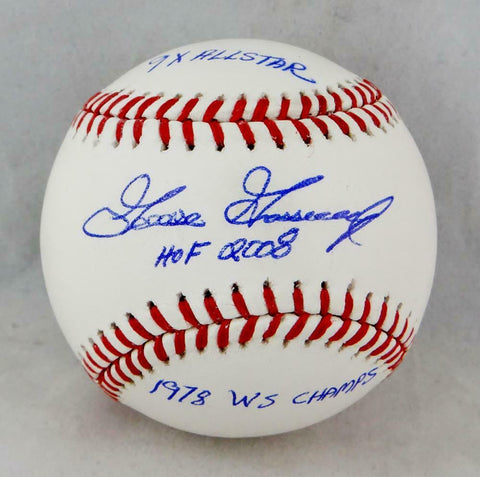 9X ALLSTAR
Goose Gossage
HOF 2008
1978 WS CHAMPS